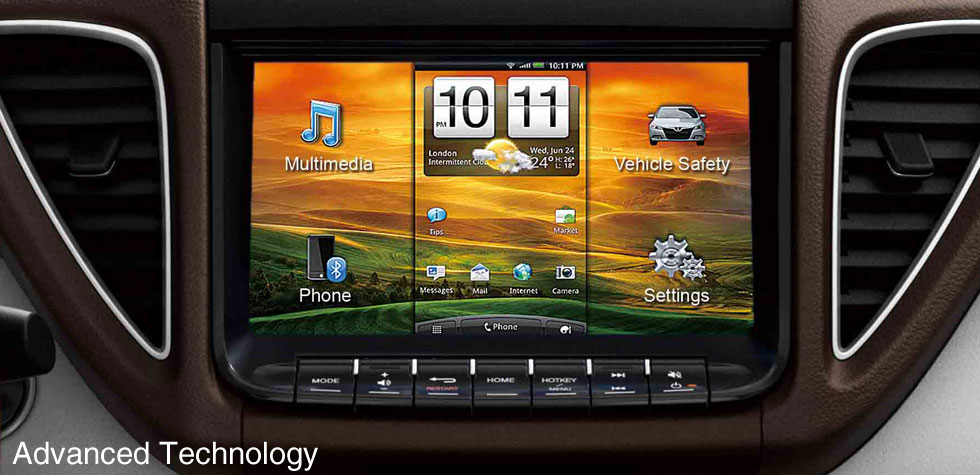 10:11 PM
10 11
PM
London
Intermittent Clo
Wed, Jun 24
24° H: 26°
L: 18°
Multimedia
Vehicle Safety
Tips
Market
Messages
Mail
Internet
Camera
Phone
Settings
Phone
MODE
+
-
RESTART
HOME
HOTKEY
MENU
Advanced Technology